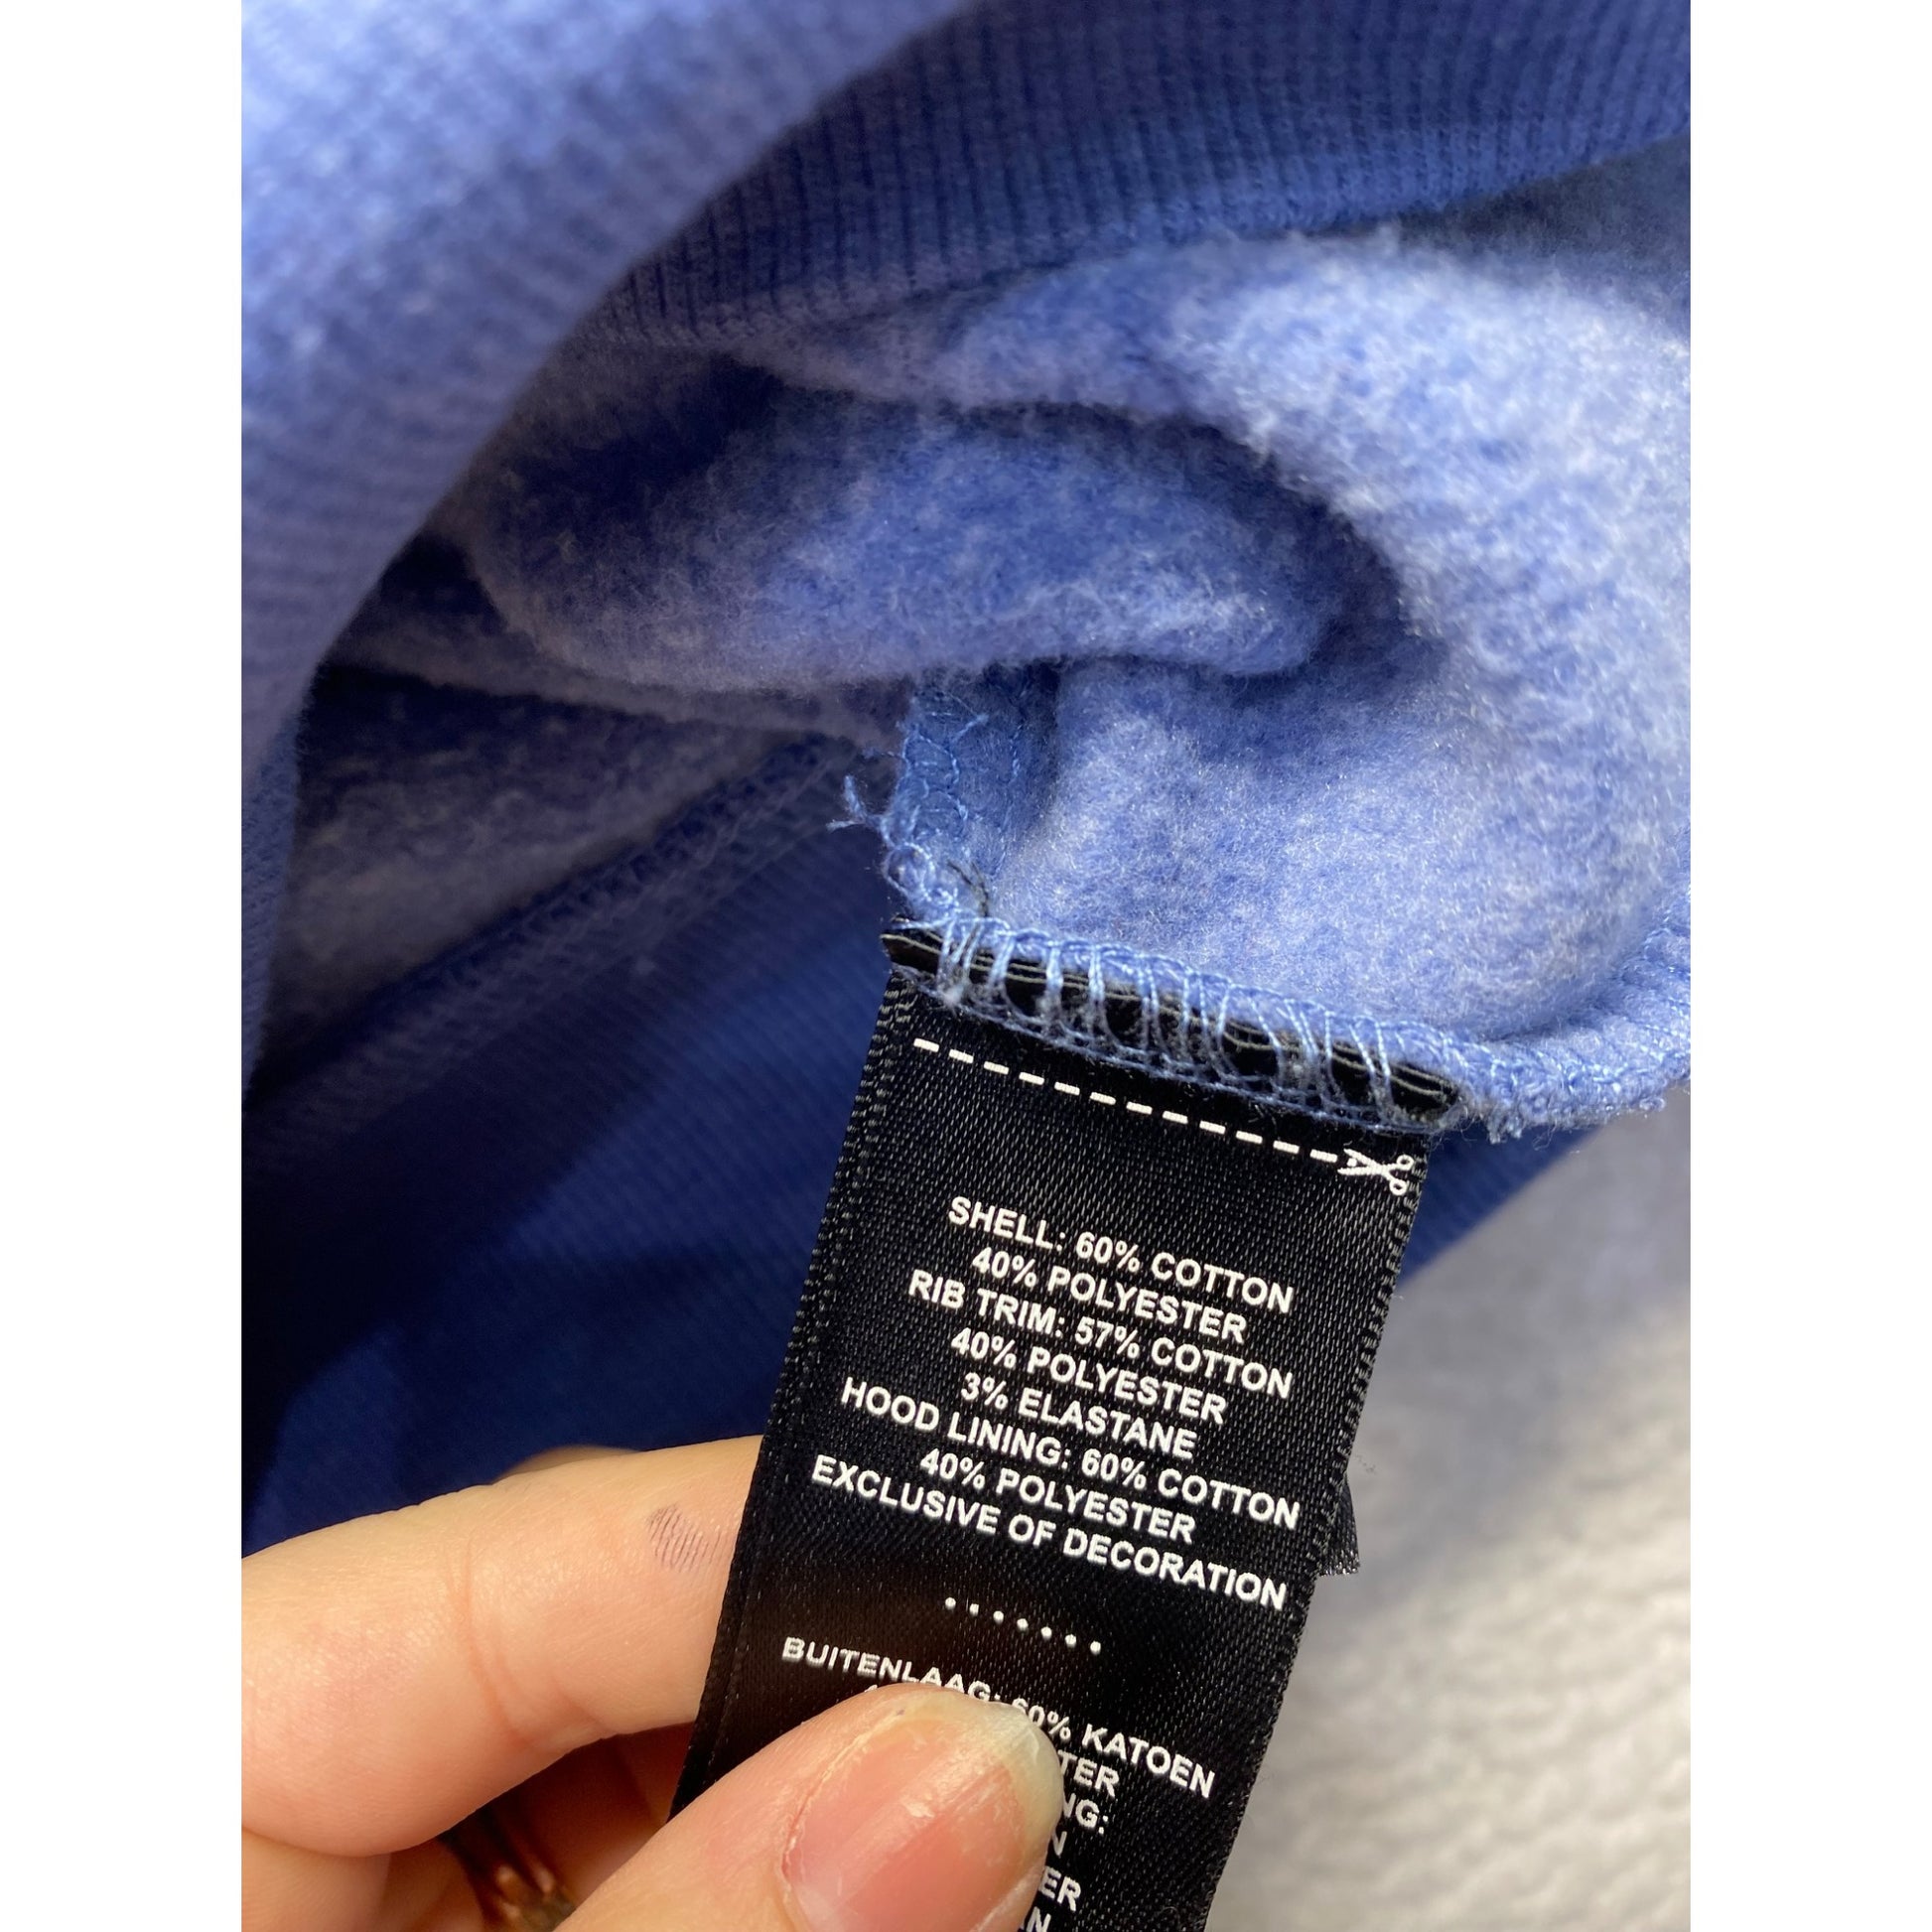 SHELL: 60% COTTON
40% POLYESTER
RIB TRIM: 57% COTTON
40% POLYESTER
3% ELASTANE
HOOD LINING: 60% COTTON
40% POLYESTER
EXCLUSIVE OF DECORATION
.......
BUITENLAAG: 60% KATOEN